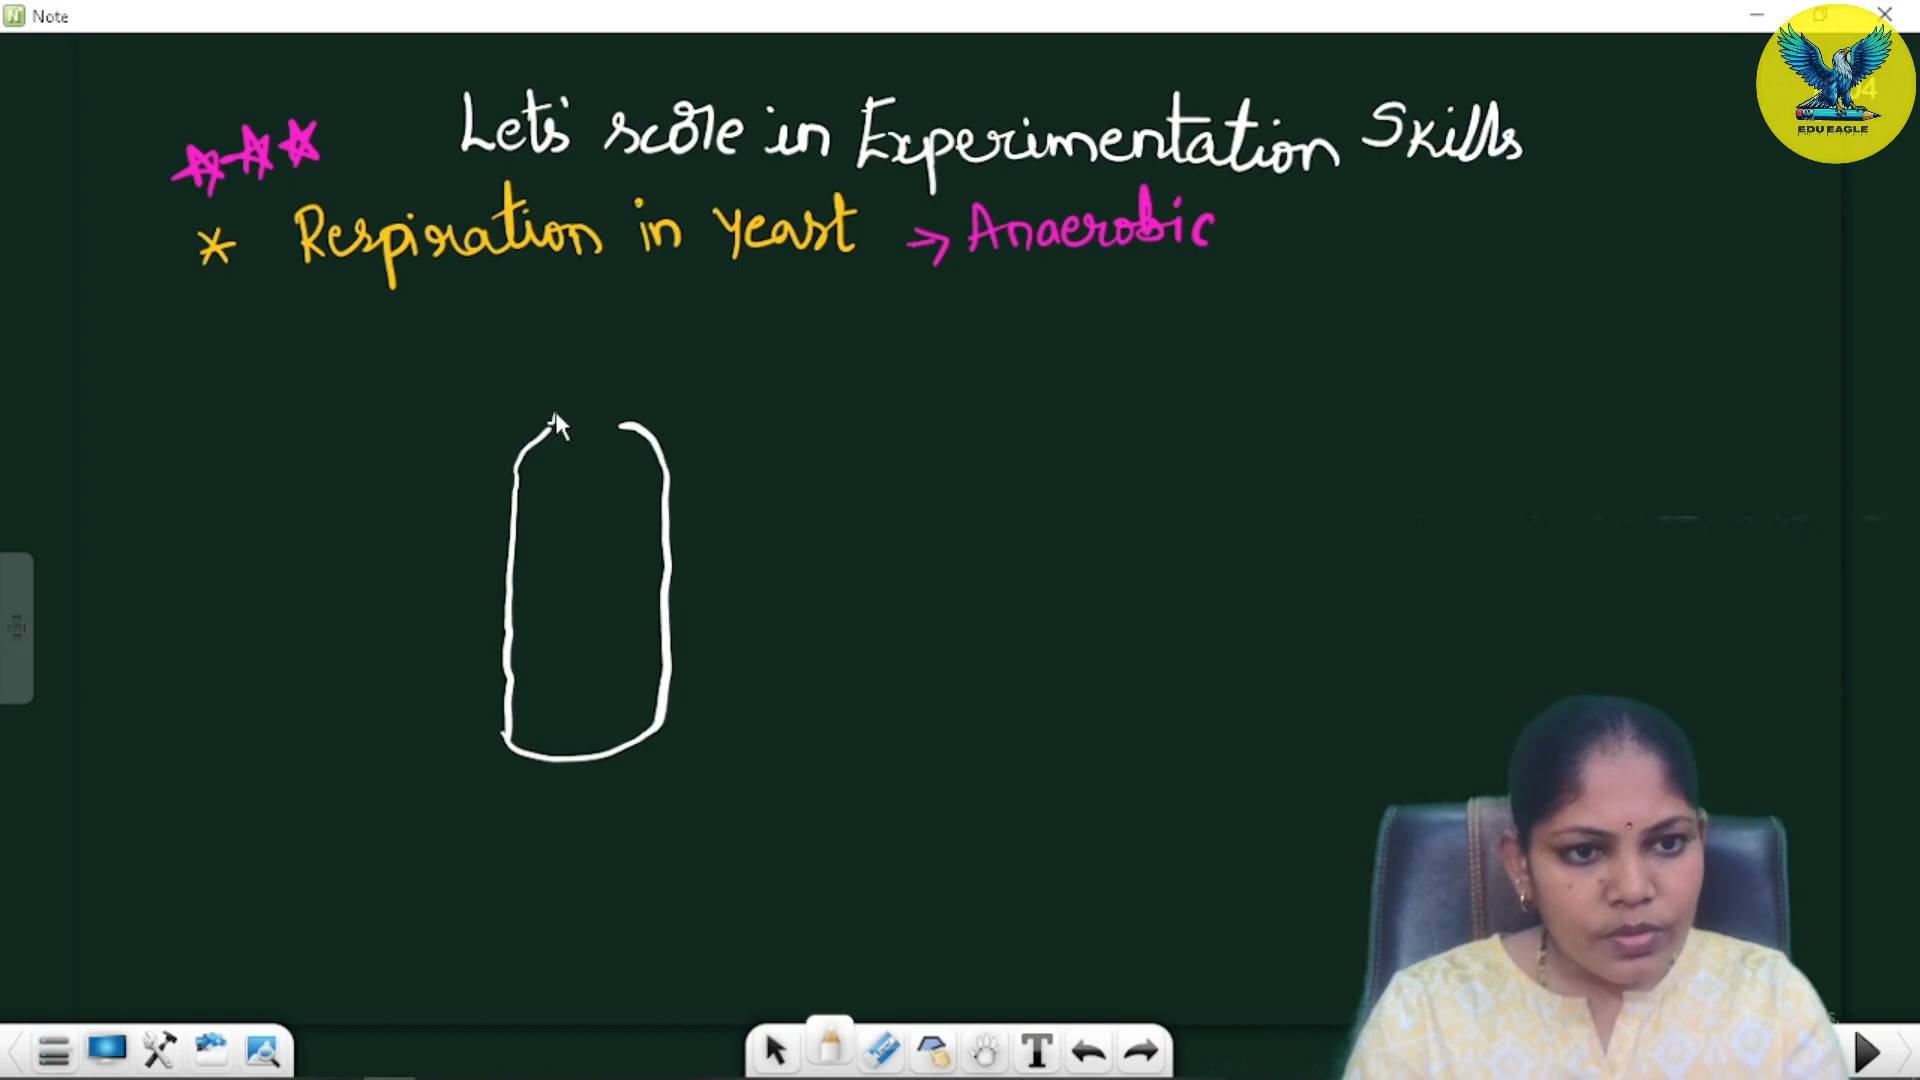 Note
Let's score in Experimentation Skills
* Respiration in yeast → Anaerobic
EDU EAGLE
T